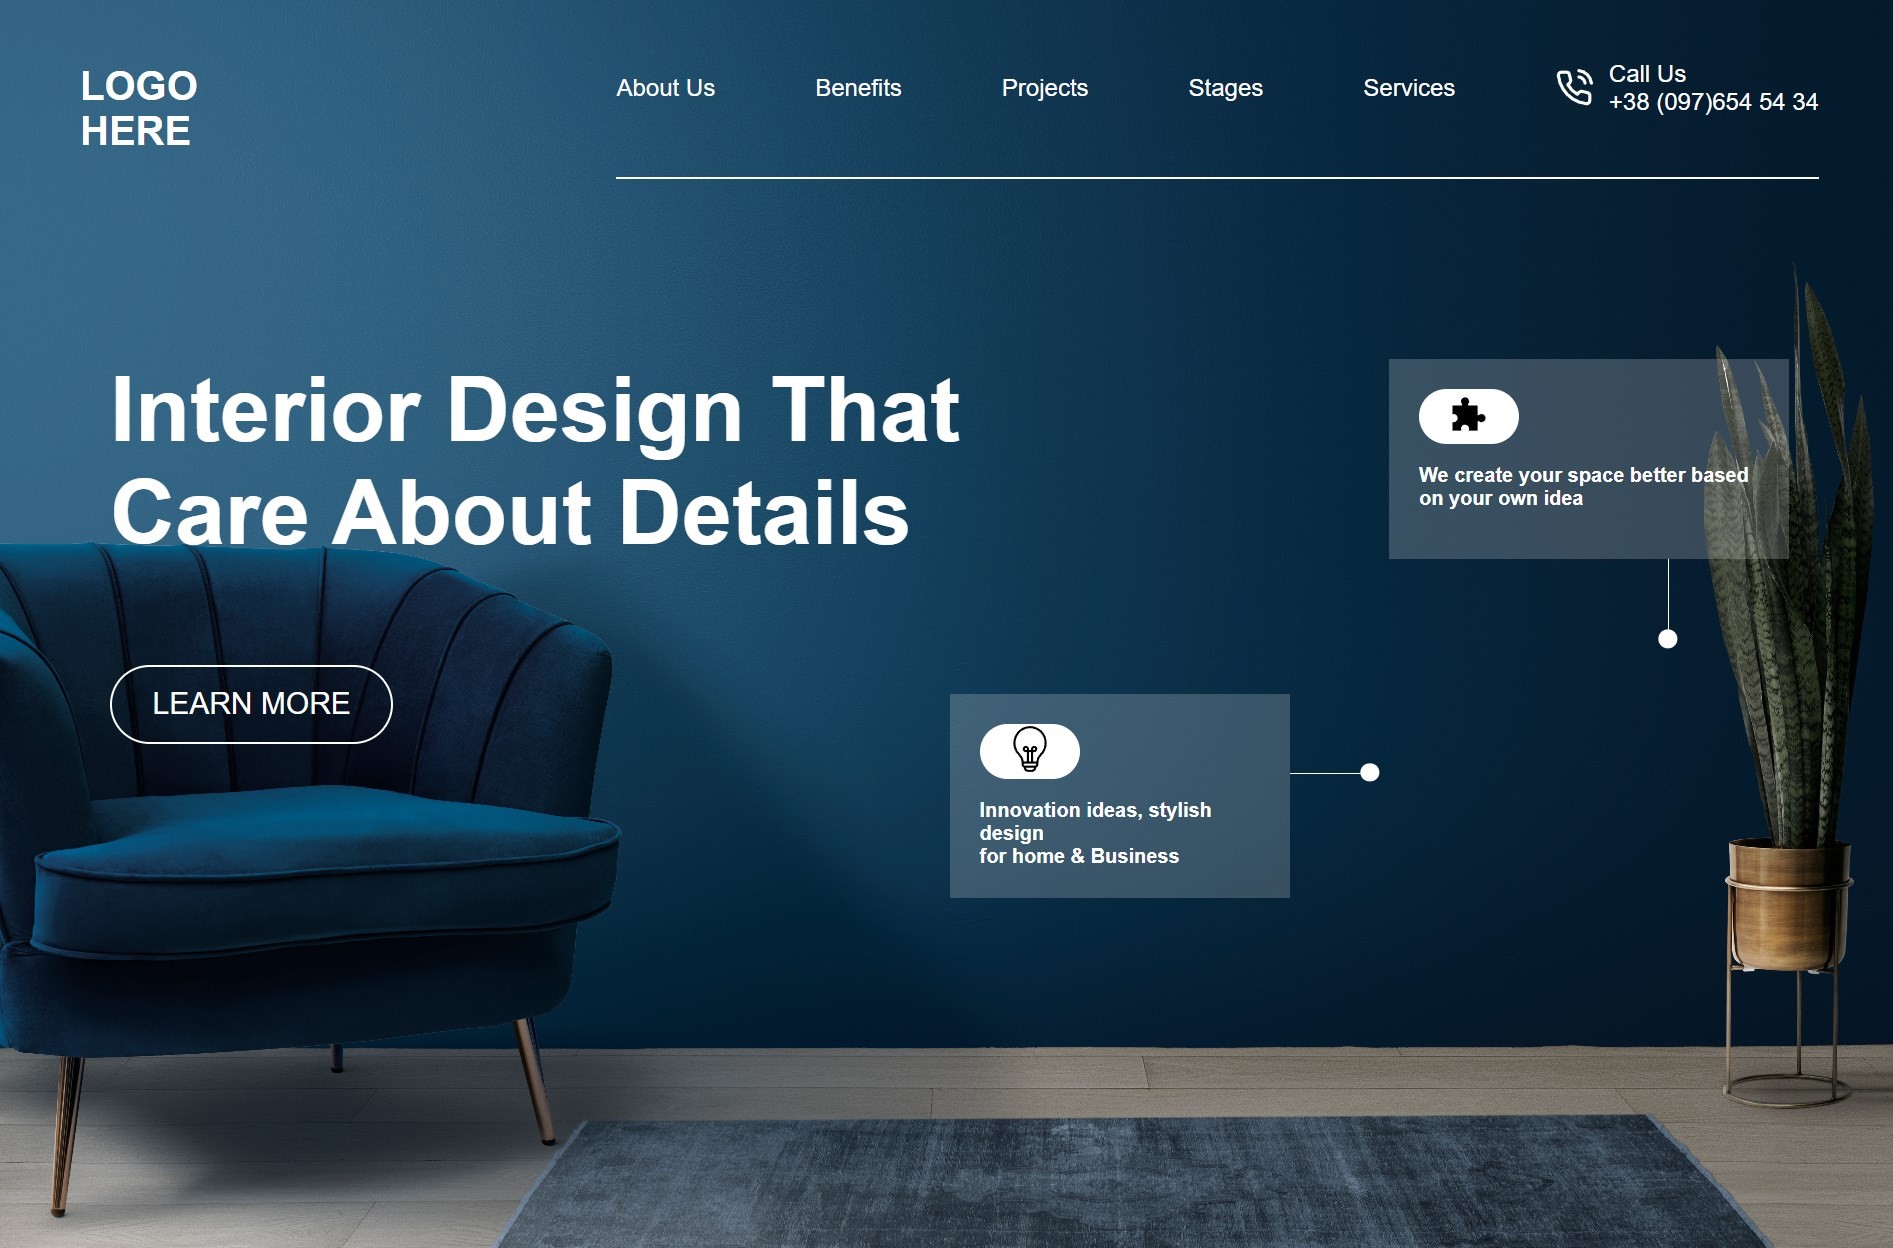 LOGO
HERE
About Us
Benefits
Projects
Stages
Services
Call Us
+38 (097)654 54 34
Interior Design That
Care About Details
LEARN MORE
We create your space better based
on your own idea
Innovation ideas, stylish
design
for home & Business